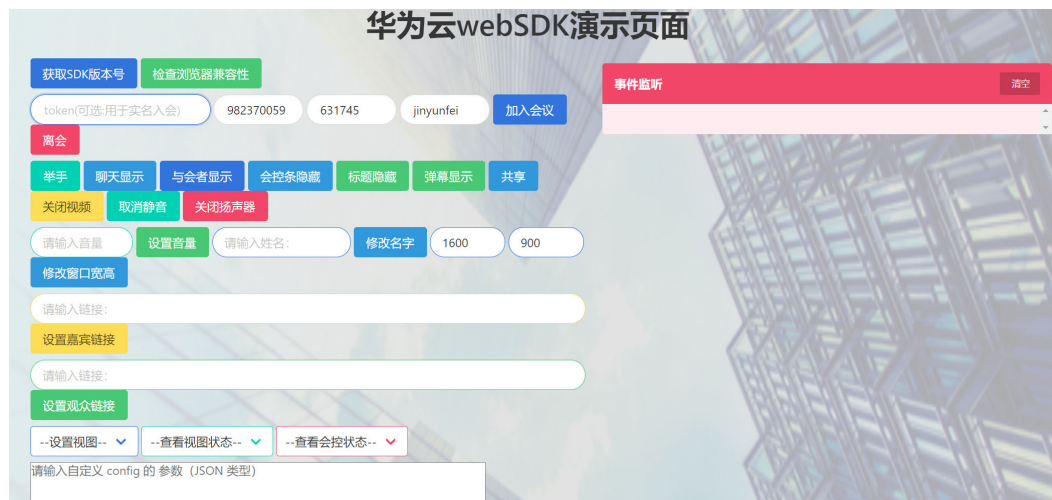 华为云webSDK演示页面
获取SDK版本号 检查浏览器兼容性
token(可选:用于实名入会) 982370059 631745 jinyunfei 加入会议
离会
举手 聊天显示 与会者显示 会控条隐藏 标题隐藏 弹幕显示 共享
关闭视频 取消静音 关闭扬声器
请输入音量 设置音量 请输入姓名: 修改名字 1600 900
修改窗口宽高
请输入链接:
设置嘉宾链接
请输入链接:
设置观众链接
--设置视图-- --查看视图状态-- --查看会控状态--
请输入自定义 config 的 参数（JSON 类型）
事件监听 清空